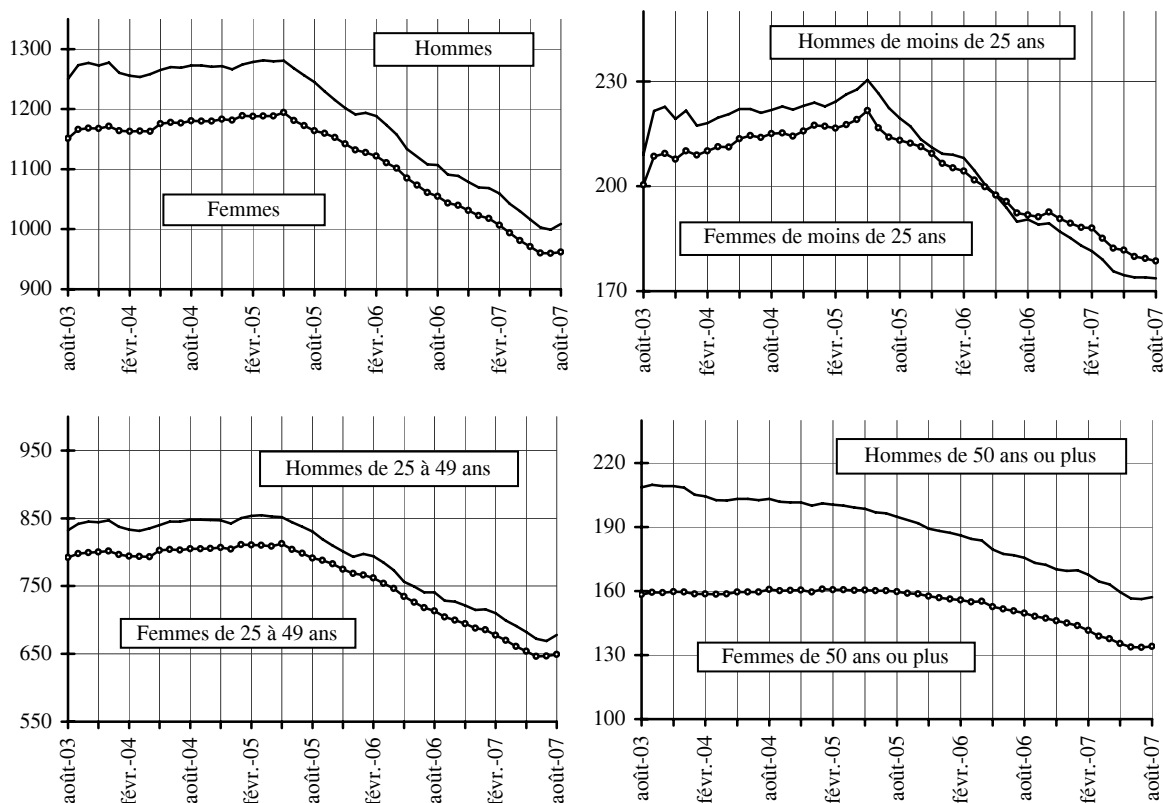 1300
1200
1100
1000
900
Hommes
Femmes
août-03
févr.-04
août-04
févr.-05
août-05
févr.-06
août-06
févr.-07
août-07
230
200
170
Hommes de moins de 25 ans
Femmes de moins de 25 ans
août-03
févr.-04
août-04
févr.-05
août-05
févr.-06
août-06
févr.-07
août-07
950
850
750
650
550
Hommes de 25 à 49 ans
Femmes de 25 à 49 ans
août-03
févr.-04
août-04
févr.-05
août-05
févr.-06
août-06
févr.-07
août-07
220
190
160
130
100
Hommes de 50 ans ou plus
Femmes de 50 ans ou plus
août-03
févr.-04
août-04
févr.-05
août-05
févr.-06
août-06
févr.-07
août-07